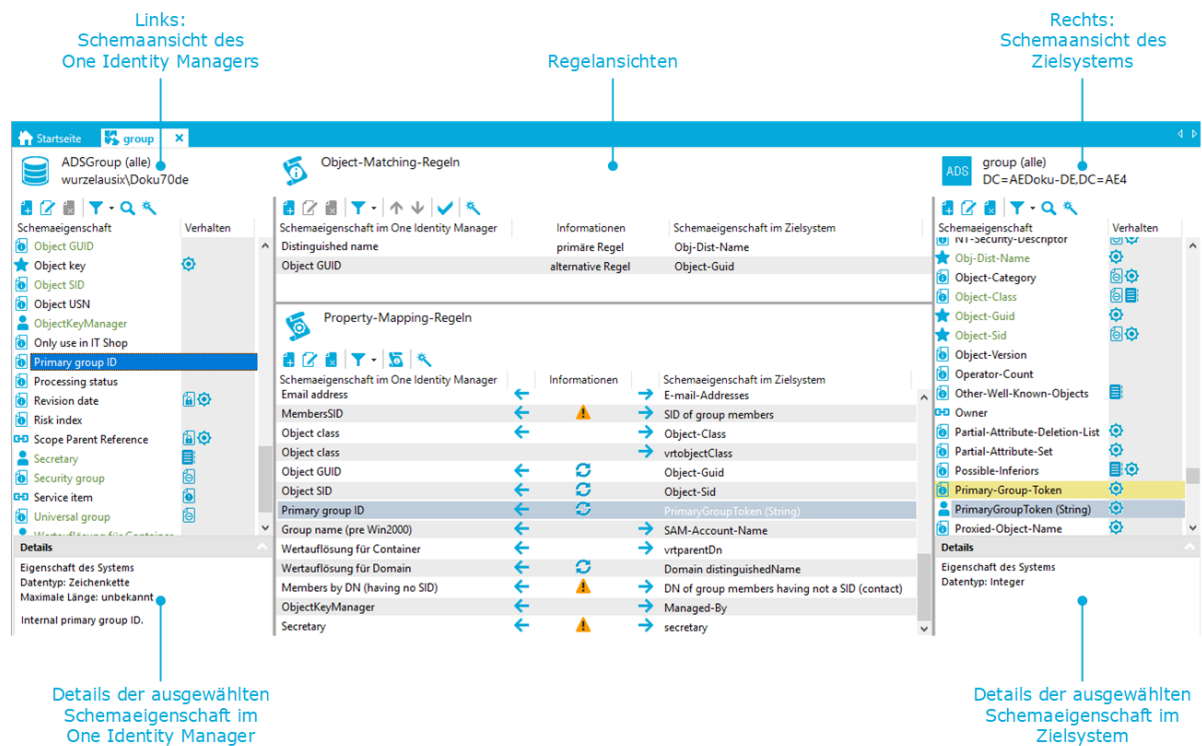 Links:
Schemaansicht des
One Identity Managers
Regelansichten
Rechts:
Schemaansicht des
Zielsystems
Startseite
group
ADSGroup (alle)
wurzelausix\Doku70de
Schemaeigenschaft Verhalten
Object GUID
Object key
Object SID
Object USN
ObjectKeyManager
Only use in IT Shop
Primary group ID
Processing status
Revision date
Risk index
Scope Parent Reference
Secretary
Security group
Service item
Universal group
Wertauflösung für Container
Details
Eigenschaft des Systems
Datentyp: Zeichenkette
Maximale Länge: unbekannt
Internal primary group ID.
Object-Matching-Regeln
Schemaeigenschaft im One Identity Manager Informationen Schemaeigenschaft im Zielsystem
Distinguished name primäre Regel Obj-Dist-Name
Object GUID alternative Regel Object-Guid
Property-Mapping-Regeln
Schemaeigenschaft im One Identity Manager Informationen Schemaeigenschaft im Zielsystem
Email address E-mail-Addresses
MembersSID SID of group members
Object class Object-Class
Object class vrtobjectClass
Object GUID Object-Guid
Object SID Object-Sid
Primary group ID PrimaryGroupToken (String)
Group name (pre Win2000) SAM-Account-Name
Wertauflösung für Container vrtparentDn
Wertauflösung für Domain Domain distinguishedName
Members by DN (having no SID) DN of group members having not a SID (contact)
ObjectKeyManager Managed-By
Secretary secretary
ADS
group (alle)
DC=AEDoku-DE,DC=AE4
Schemaeigenschaft Verhalten
NT-Security-Descriptor
Obj-Dist-Name
Object-Category
Object-Class
Object-Guid
Object-Sid
Object-Version
Operator-Count
Other-Well-Known-Objects
Owner
Partial-Attribute-Deletion-List
Partial-Attribute-Set
Possible-Inferiors
Primary-Group-Token
PrimaryGroupToken (String)
Proxied-Object-Name
Details
Eigenschaft des Systems
Datentyp: Integer
Details der ausgewählten
Schemaeigenschaft im
One Identity Manager
Details der ausgewählten
Schemaeigenschaft im
Zielsystem